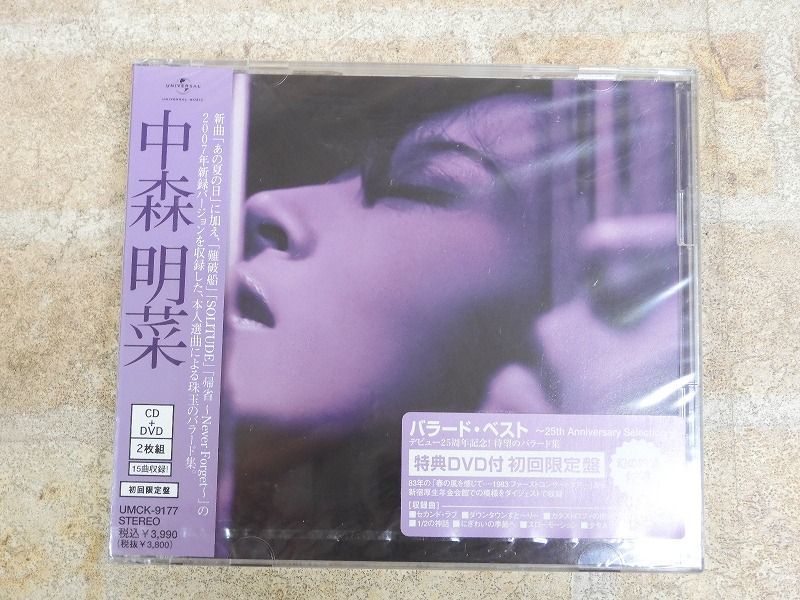 UNIVERSAL
UNIVERSAL MUSIC
中森明菜
新曲「あの夏の日」に加え、「難破船」「SOLITUDE」「帰省 ～Never Forget～」の
2007年新録バージョンを収録した、本人選曲による珠玉のバラード集。
CD
+
DVD
2枚組
15曲収録!
初回限定盤
UMCK-9177
STEREO
税込￥3,990
(税抜￥3,800)
バラード・ベスト ～25th Anniversary Selection～
デビュー25周年記念! 待望のバラード集
特典DVD付 初回限定盤
83年の「春の風を感じて…1983 ファーストコンサートツアー」
新宿厚生年金会館での模様をダイジェストで収録
[収録曲]
■セカンド・ラブ ■ダウンタウンすとーりー
■1/2の神話 ■にぎわいの季節へ ■スローモーション